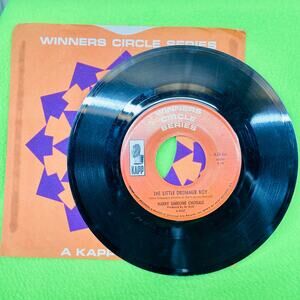 WINNERS CIRCLE SERIES
WINNERS
CIRCLE
SERIES
KAPP
THE LITTLE DRUMMER BOY
HARRY SIMEONE CHORALE
A KAPP